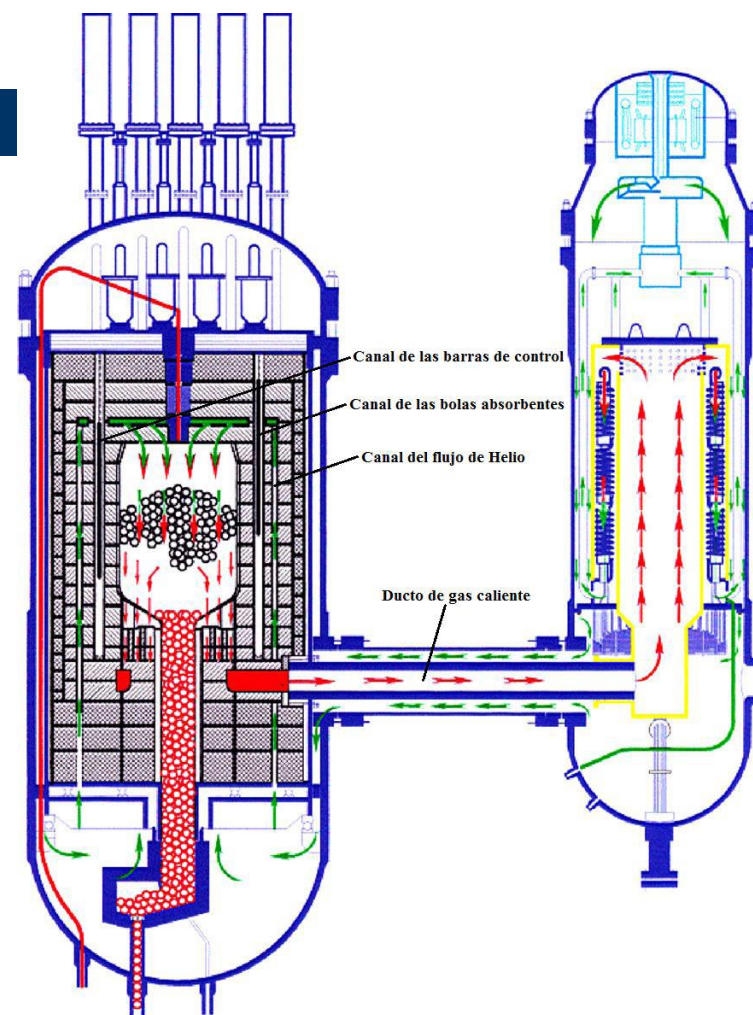 Canal de las barras de control
Canal de las bolas absorbentes
Canal del flujo de Helio
Ducto de gas caliente